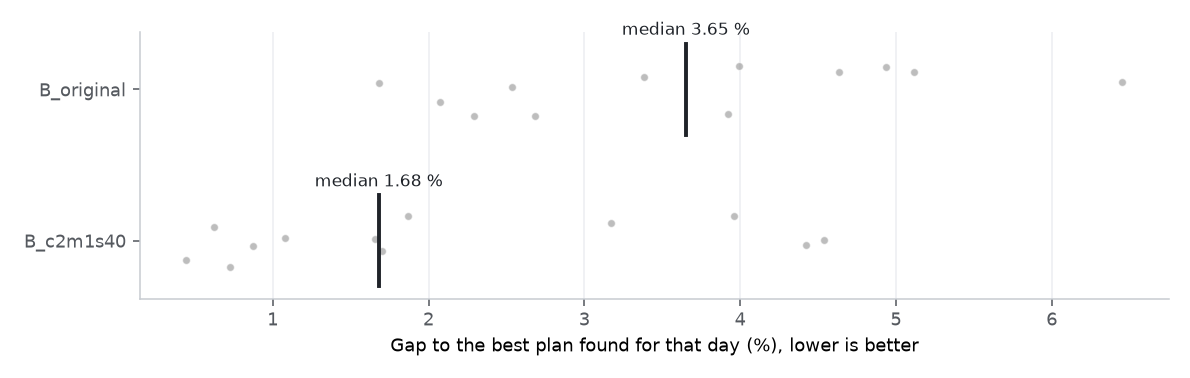 median 3.65 %
B_original
median 1.68 %
B_c2m1s40
1 2 3 4 5 6
Gap to the best plan found for that day (%), lower is better